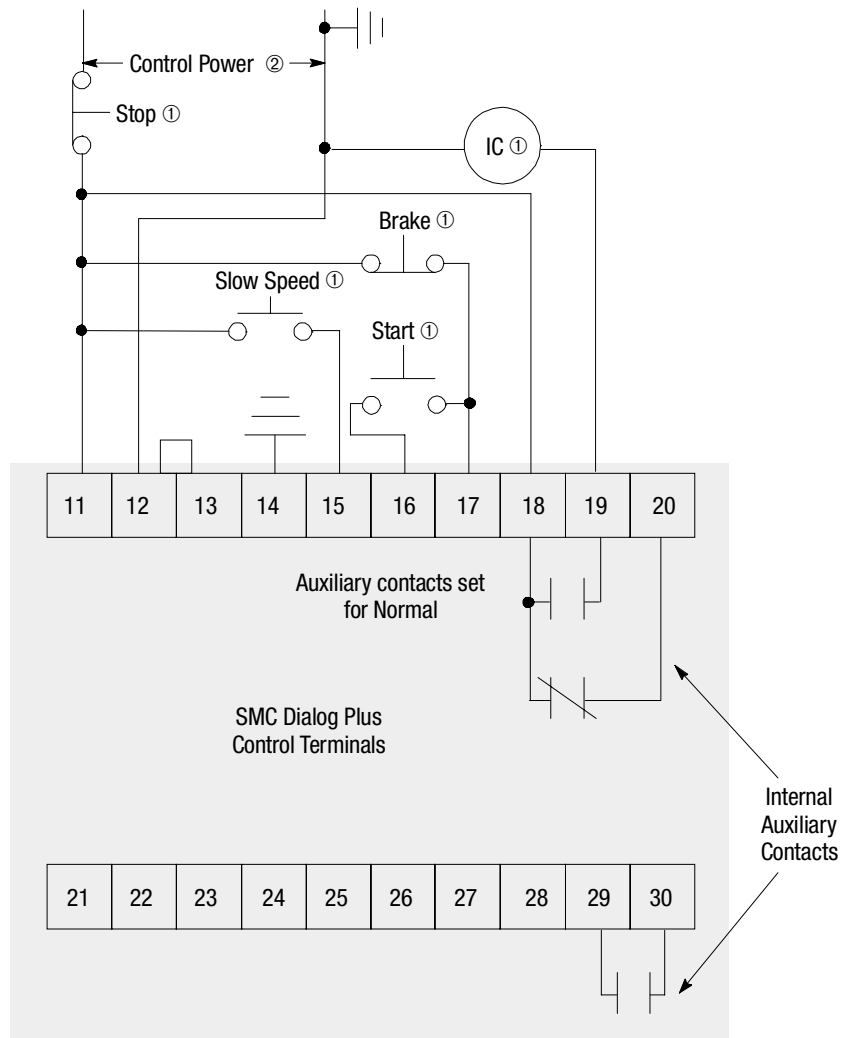 Control Power ②
Stop ①
IC ①
Brake ①
Slow Speed ①
Start ①
11 12 13 14 15 16 17 18 19 20
Auxiliary contacts set
for Normal
SMC Dialog Plus
Control Terminals
Internal
Auxiliary
Contacts
21 22 23 24 25 26 27 28 29 30